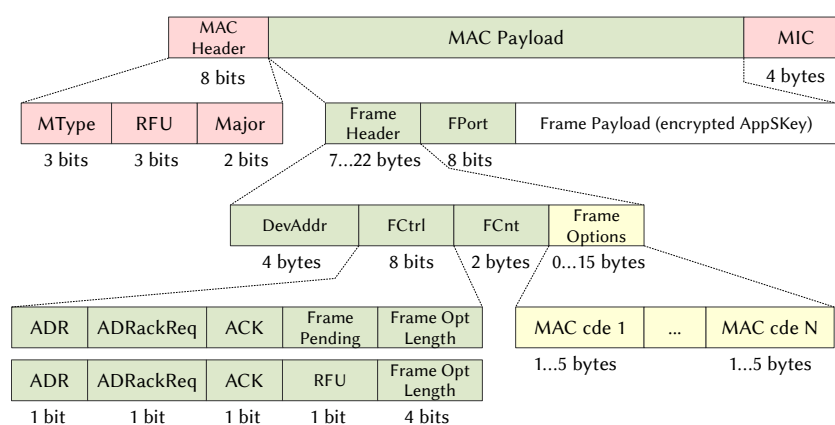 MAC
Header
MAC Payload
MIC
8 bits
4 bytes
MType
RFU
Major
Frame
Header
FPort
Frame Payload (encrypted AppSKey)
3 bits
3 bits
2 bits
7...22 bytes
8 bits
DevAddr
FCtrl
FCnt
Frame
Options
4 bytes
8 bits
2 bytes
0...15 bytes
ADR
ADRackReq
ACK
Frame
Pending
Frame Opt
Length
MAC cde 1
...
MAC cde N
1...5 bytes
1...5 bytes
ADR
ADRackReq
ACK
RFU
Frame Opt
Length
1 bit
1 bit
1 bit
1 bit
4 bits